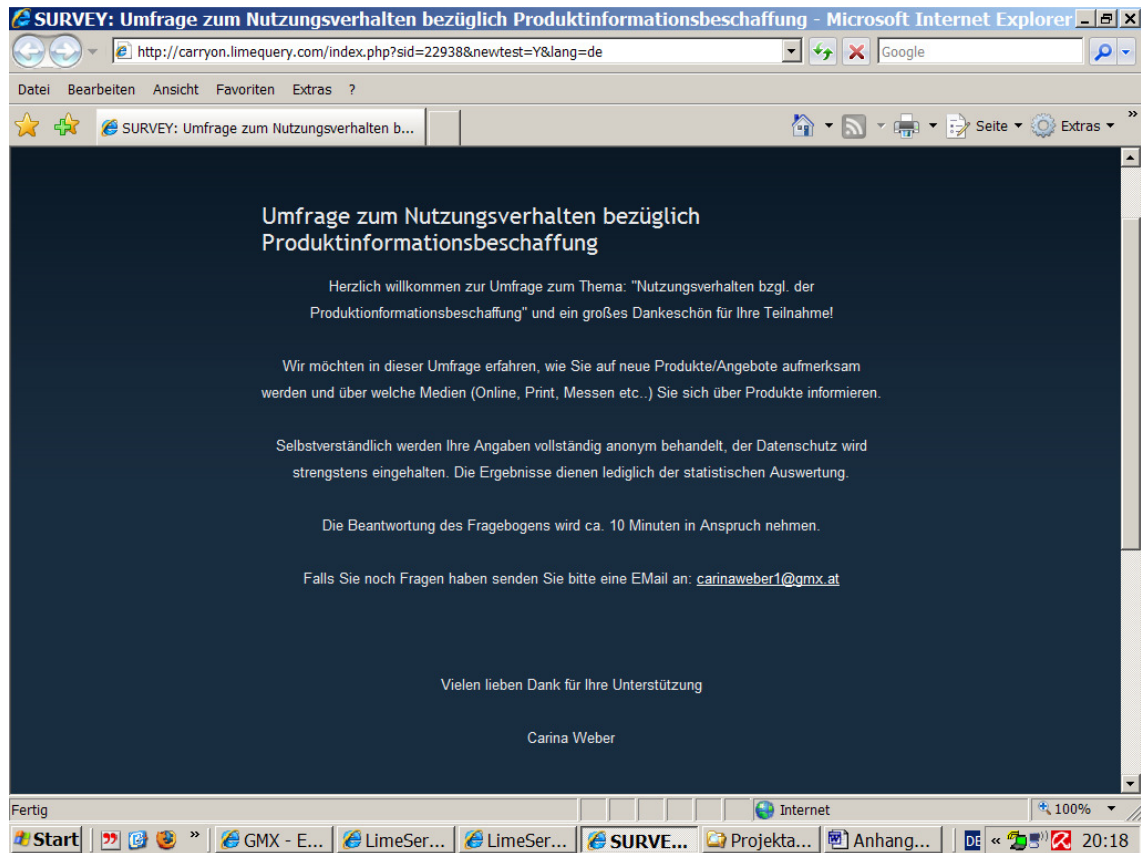 SURVEY: Umfrage zum Nutzungsverhalten bezüglich Produktinformationsbeschaffung - Microsoft Internet Explorer
http://carryon.limequery.com/index.php?sid=22938&newtest=Y&lang=de
Google
Datei Bearbeiten Ansicht Favoriten Extras ?
SURVEY: Umfrage zum Nutzungsverhalten b...
Seite Extras »
Umfrage zum Nutzungsverhalten bezüglich
Produktinformationsbeschaffung
Herzlich willkommen zur Umfrage zum Thema: "Nutzungsverhalten bzgl. der
Produktionformationsbeschaffung" und ein großes Dankeschön für Ihre Teilnahme!
Wir möchten in dieser Umfrage erfahren, wie Sie auf neue Produkte/Angebote aufmerksam
werden und über welche Medien (Online, Print, Messen etc..) Sie sich über Produkte informieren.
Selbstverständlich werden Ihre Angaben vollständig anonym behandelt, der Datenschutz wird
strengstens eingehalten. Die Ergebnisse dienen lediglich der statistischen Auswertung.
Die Beantwortung des Fragebogens wird ca. 10 Minuten in Anspruch nehmen.
Falls Sie noch Fragen haben senden Sie bitte eine EMail an: carinaweber1@gmx.at
Vielen lieben Dank für Ihre Unterstützung
Carina Weber
Fertig Internet 100%
Start » GMX - E... LimeSer... LimeSer... SURVE... Projekta... Anhang... DE « 20:18